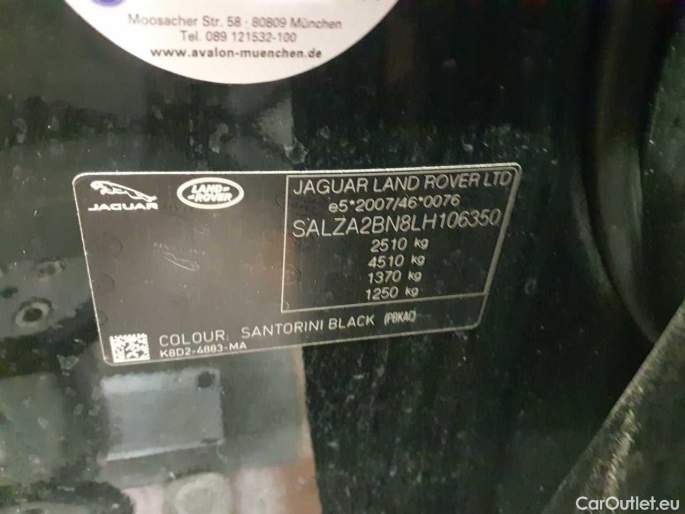 Moosacher Str. 58 · 80809 München
Tel. 089 121532-100
www.avalon-muenchen.de
JAGUAR
LAND ROVER
JAGUAR LAND ROVER LTD
e5*2007/46*0076
SALZA2BN8LH106350
2510 kg
4510 kg
1370 kg
1250 kg
COLOUR: SANTORINI BLACK (PBKAC)
K8D2-4883-MA
CarOutlet.eu